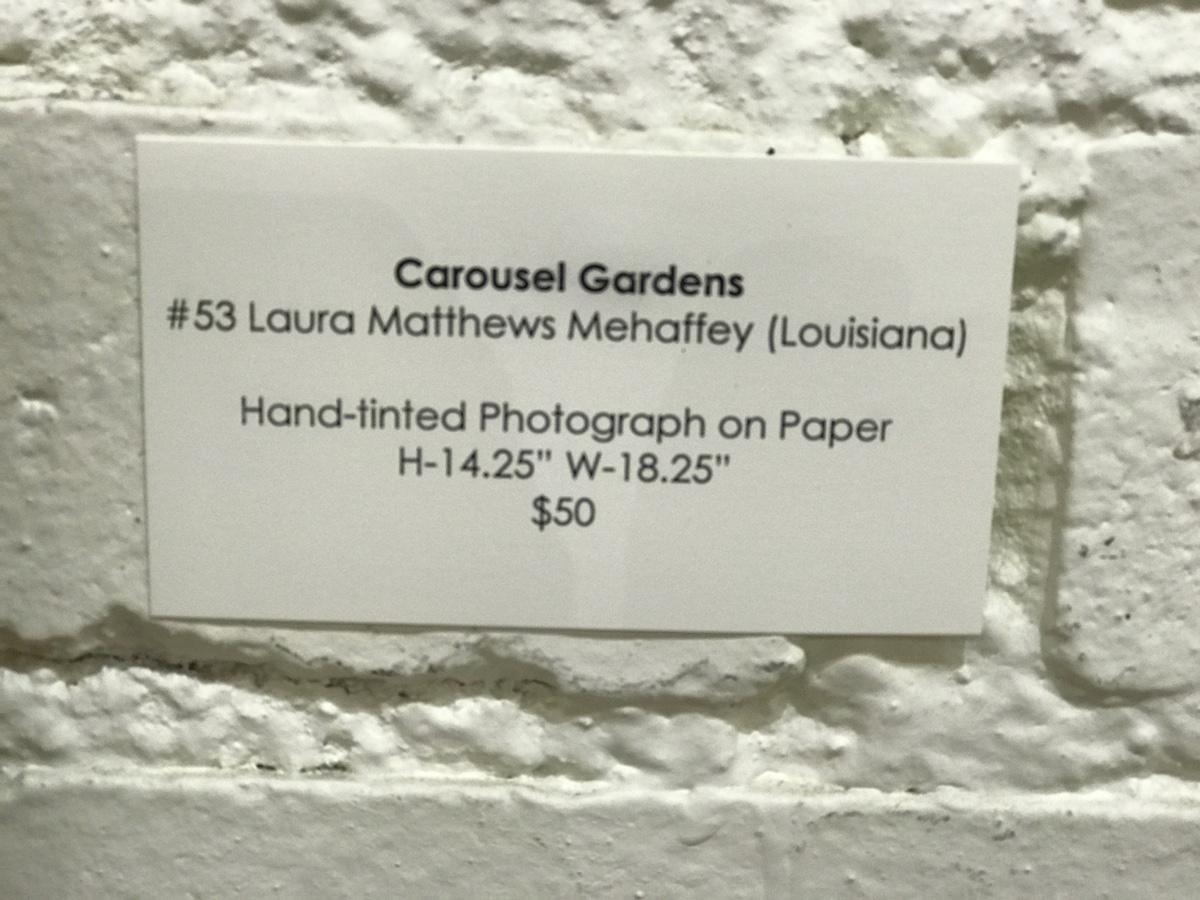 Carousel Gardens
#53 Laura Matthews Mehaffey (Louisiana)
Hand-tinted Photograph on Paper
H-14.25" W-18.25"
$50